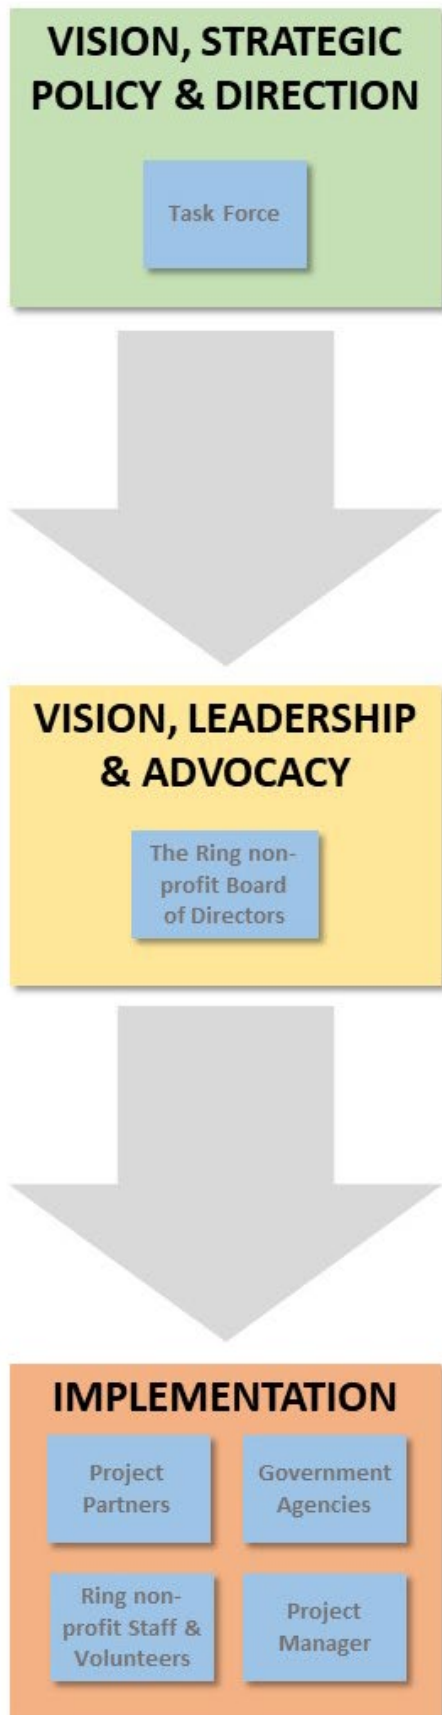 VISION, STRATEGIC
POLICY & DIRECTION
Task Force
VISION, LEADERSHIP
& ADVOCACY
The Ring non-
profit Board
of Directors
IMPLEMENTATION
Project
Partners
Government
Agencies
Ring non-
profit Staff &
Volunteers
Project
Manager